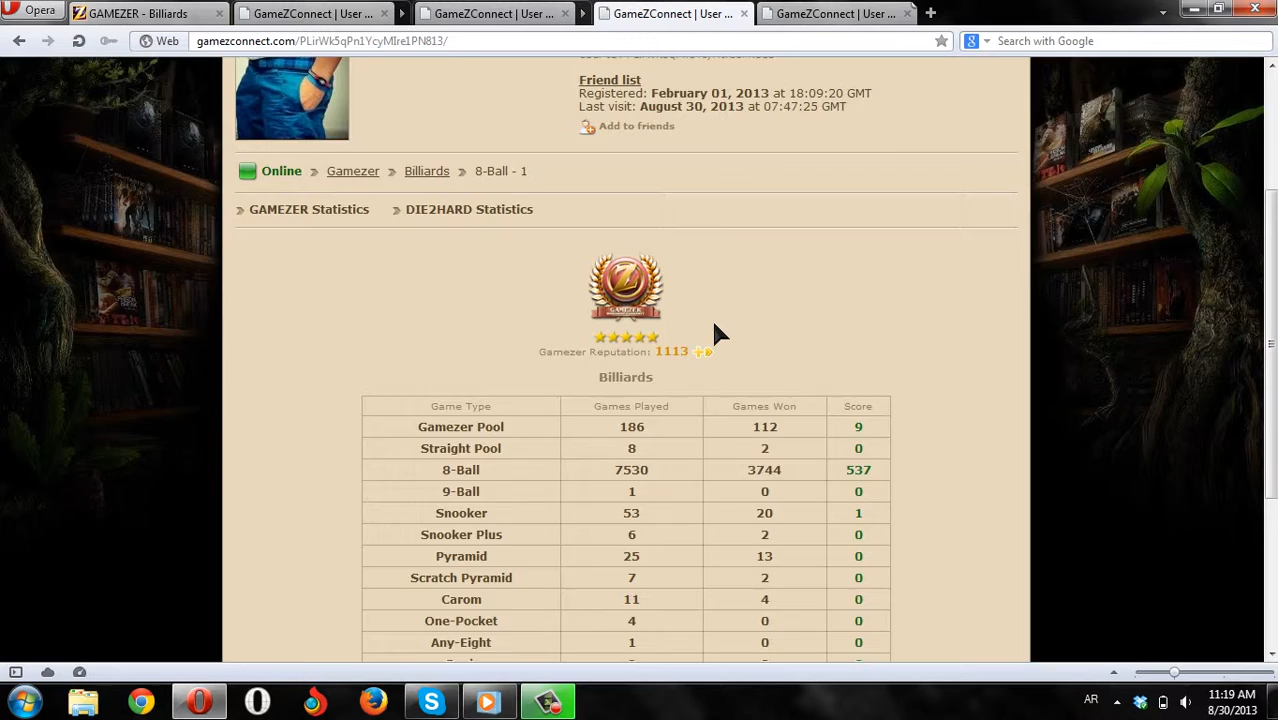 Opera
GAMEZER - Billiards
GameZConnect | User ...
GameZConnect | User ...
GameZConnect | User ...
GameZConnect | User ...
Web
gamezconnect.com/PLirWk5qPn1YcyMIre1PN813/
Search with Google
Friend list
Registered: February 01, 2013 at 18:09:20 GMT
Last visit: August 30, 2013 at 07:47:25 GMT
Add to friends
Online » Gamezer » Billiards » 8-Ball - 1
» GAMEZER Statistics » DIE2HARD Statistics
Z
GAMEZER
Gamezer Reputation: 1113
Billiards
Game Type Games Played Games Won Score
Gamezer Pool 186 112 9
Straight Pool 8 2 0
8-Ball 7530 3744 537
9-Ball 1 0 0
Snooker 53 20 1
Snooker Plus 6 2 0
Pyramid 25 13 0
Scratch Pyramid 7 2 0
Carom 11 4 0
One-Pocket 4 0 0
Any-Eight 1 0 0
AR
11:19 AM
8/30/2013